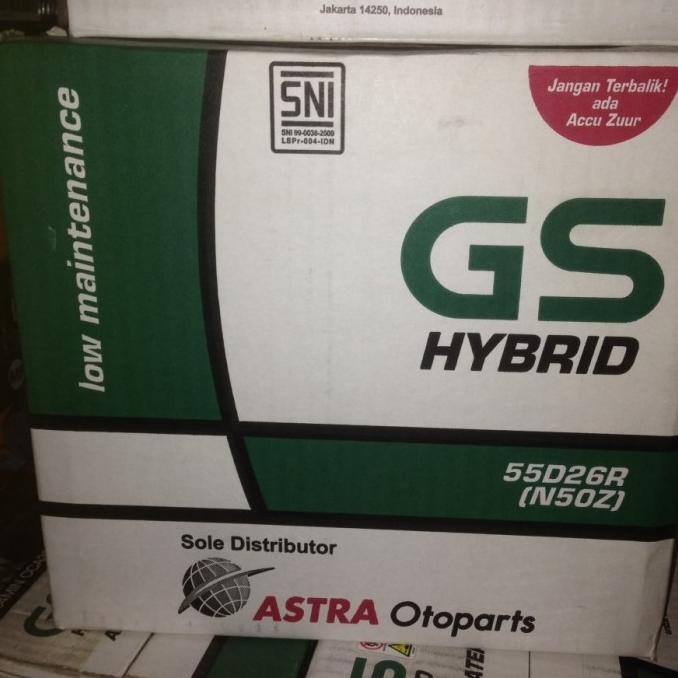 Jakarta 14250, Indonesia
low maintenance
SNI
SNI 99-0038-2009
LSPr-004-IDN
Jangan Terbalik!
ada
Accu Zuur
GS
HYBRID
55D26R
(N50Z)
Sole Distributor
ASTRA Otoparts